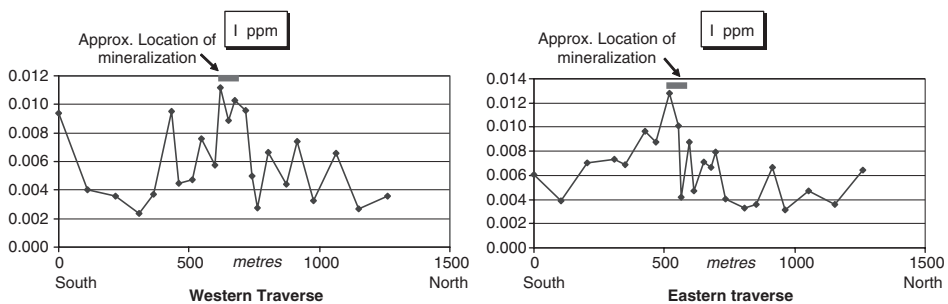 I ppm
Approx. Location of
mineralization
0.012
0.010
0.008
0.006
0.004
0.002
0.000
0
500
metres
1000
1500
South
North
Western Traverse
I ppm
Approx. Location of
mineralization
0.014
0.012
0.010
0.008
0.006
0.004
0.002
0.000
0
500
metres
1000
1500
South
North
Eastern traverse